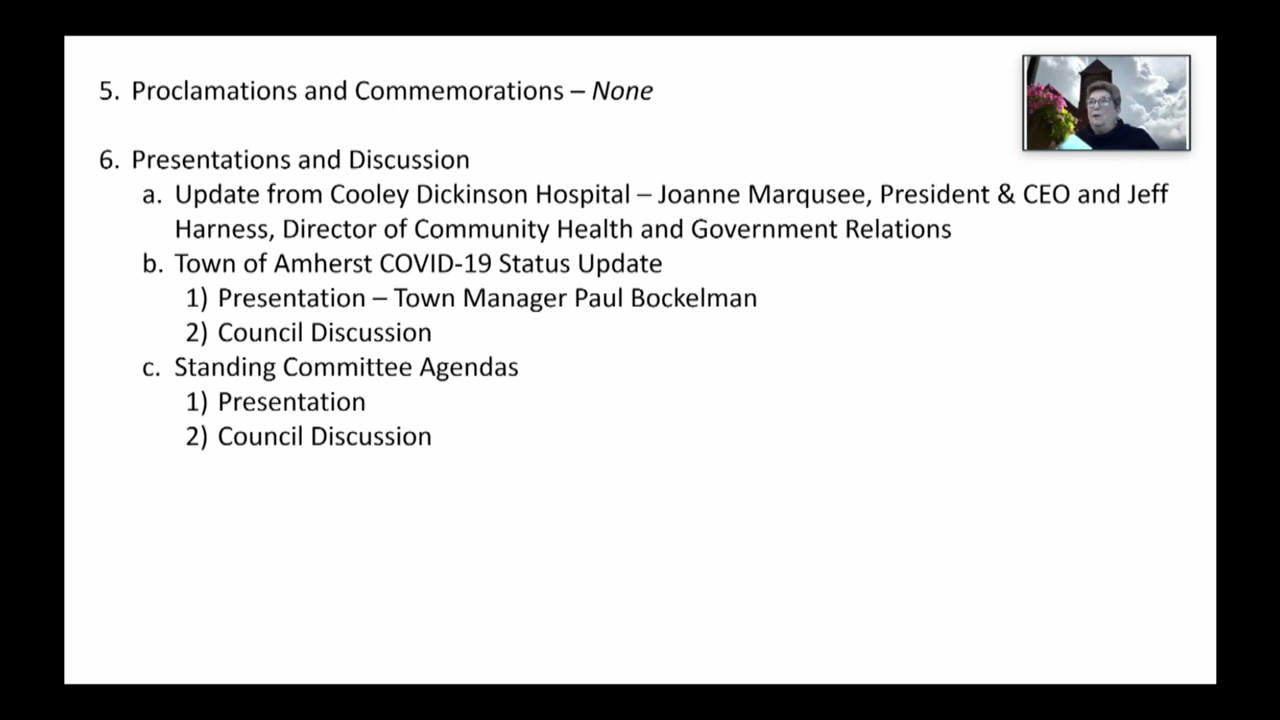 5. Proclamations and Commemorations – None
6. Presentations and Discussion
a. Update from Cooley Dickinson Hospital – Joanne Marqusee, President & CEO and Jeff
Harness, Director of Community Health and Government Relations
b. Town of Amherst COVID-19 Status Update
1) Presentation – Town Manager Paul Bockelman
2) Council Discussion
c. Standing Committee Agendas
1) Presentation
2) Council Discussion